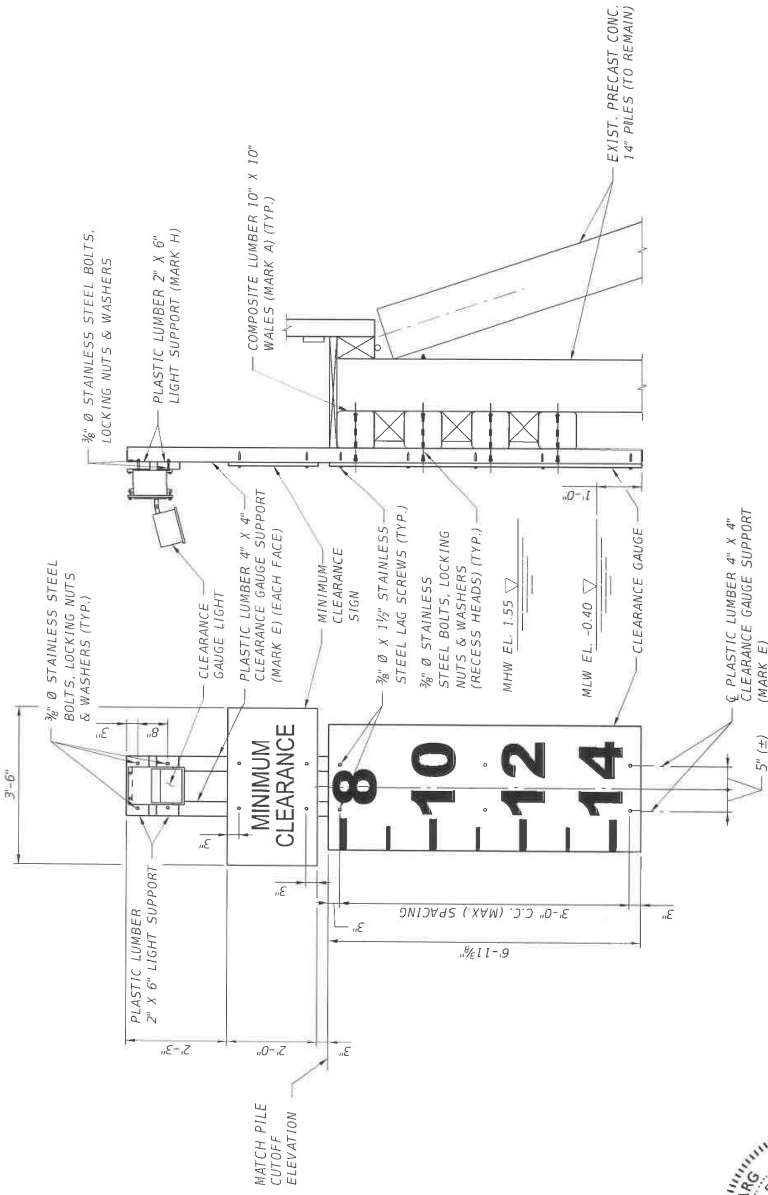 3'-6"
3"
8"
⅜" Ø STAINLESS STEEL
BOLTS, LOCKING NUTS
& WASHERS (TYP.)
PLASTIC LUMBER
2" X 6" LIGHT SUPPORT
2'-3"
2'-0"
3"
MATCH PILE
CUTOFF
ELEVATION
3"
3"
MINIMUM
CLEARANCE
CLEARANCE
GAUGE LIGHT
PLASTIC LUMBER 4" X 4"
CLEARANCE GAUGE SUPPORT
(MARK E) (EACH FACE)
MINIMUM
CLEARANCE
SIGN
8
10
12
14
3"
3'-0" C.C. (MAX.) SPACING
6'-11⅜"
3"
⅜" Ø X 1½" STAINLESS
STEEL LAG SCREWS (TYP.)
⅜" Ø STAINLESS
STEEL BOLTS, LOCKING
NUTS & WASHERS
(RECESS HEADS) (TYP.)
MHW EL. 1.55
MLW EL. -0.40
1'-0"
CLEARANCE GAUGE
℄ PLASTIC LUMBER 4" X 4"
CLEARANCE GAUGE SUPPORT
(MARK E)
5" (±)
⅜" Ø STAINLESS STEEL BOLTS,
LOCKING NUTS & WASHERS
PLASTIC LUMBER 2" X 6"
LIGHT SUPPORT (MARK H)
COMPOSITE LUMBER 10" X 10"
WALES (MARK A) (TYP.)
EXIST. PRECAST CONC.
14" PILES (TO REMAIN)